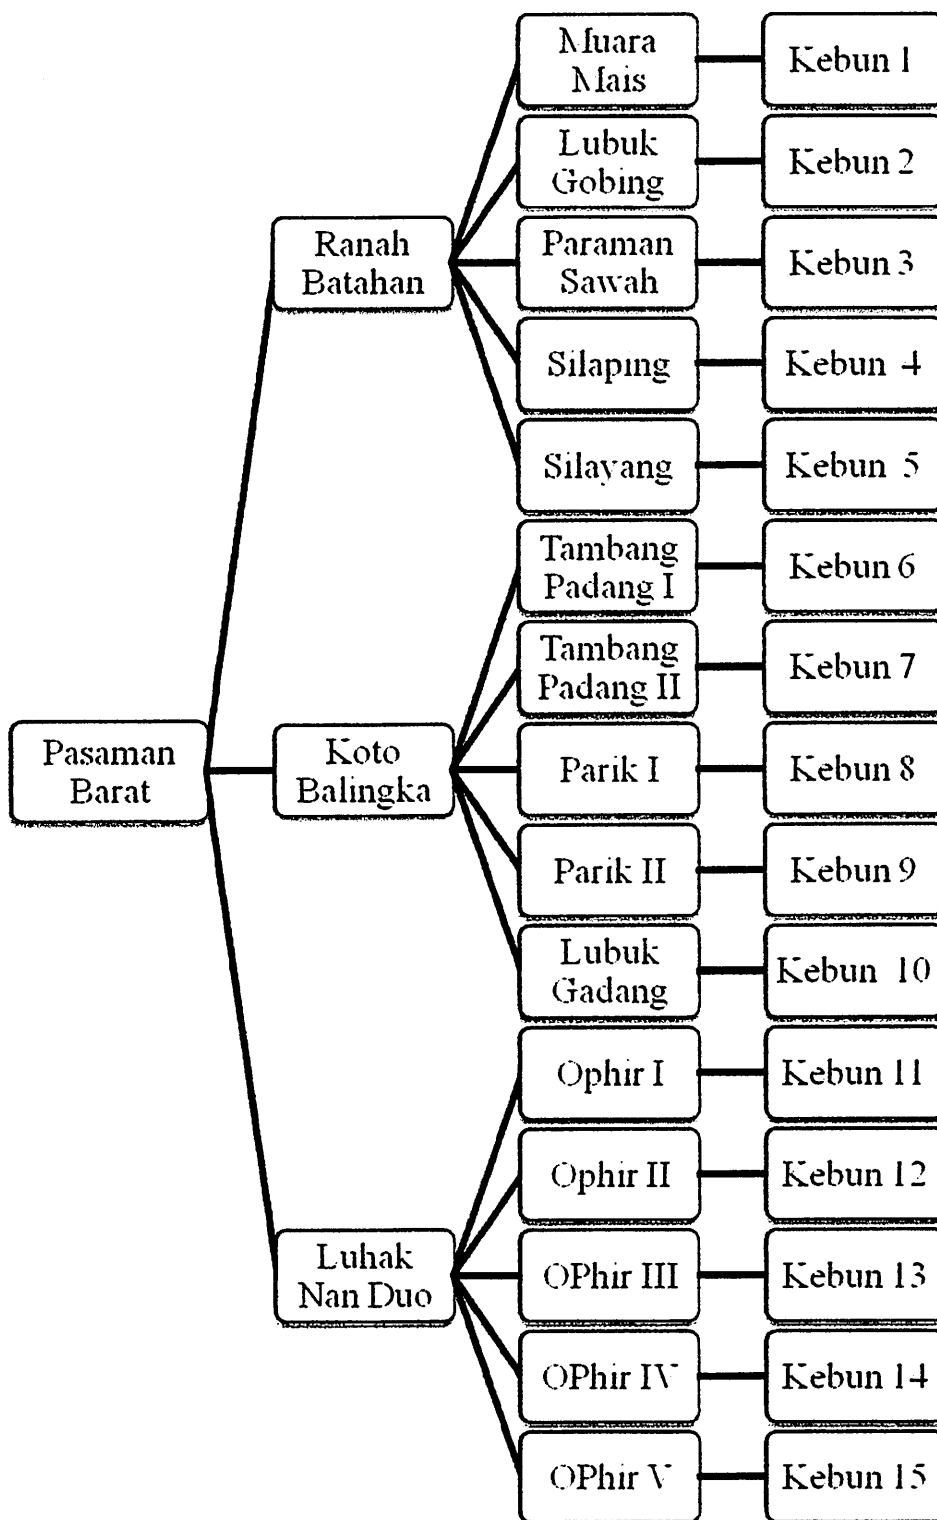 Muara
Mais
Kebun 1
Lubuk
Gobing
Kebun 2
Ranah
Batahan
Paraman
Sawah
Kebun 3
Silaping
Kebun 4
Silayang
Kebun 5
Tambang
Padang I
Kebun 6
Tambang
Padang II
Kebun 7
Pasaman
Barat
Koto
Balingka
Parik I
Kebun 8
Parik II
Kebun 9
Lubuk
Gadang
Kebun 10
Ophir I
Kebun 11
Ophir II
Kebun 12
Luhak
Nan Duo
OPhir III
Kebun 13
OPhir IV
Kebun 14
OPhir V
Kebun 15